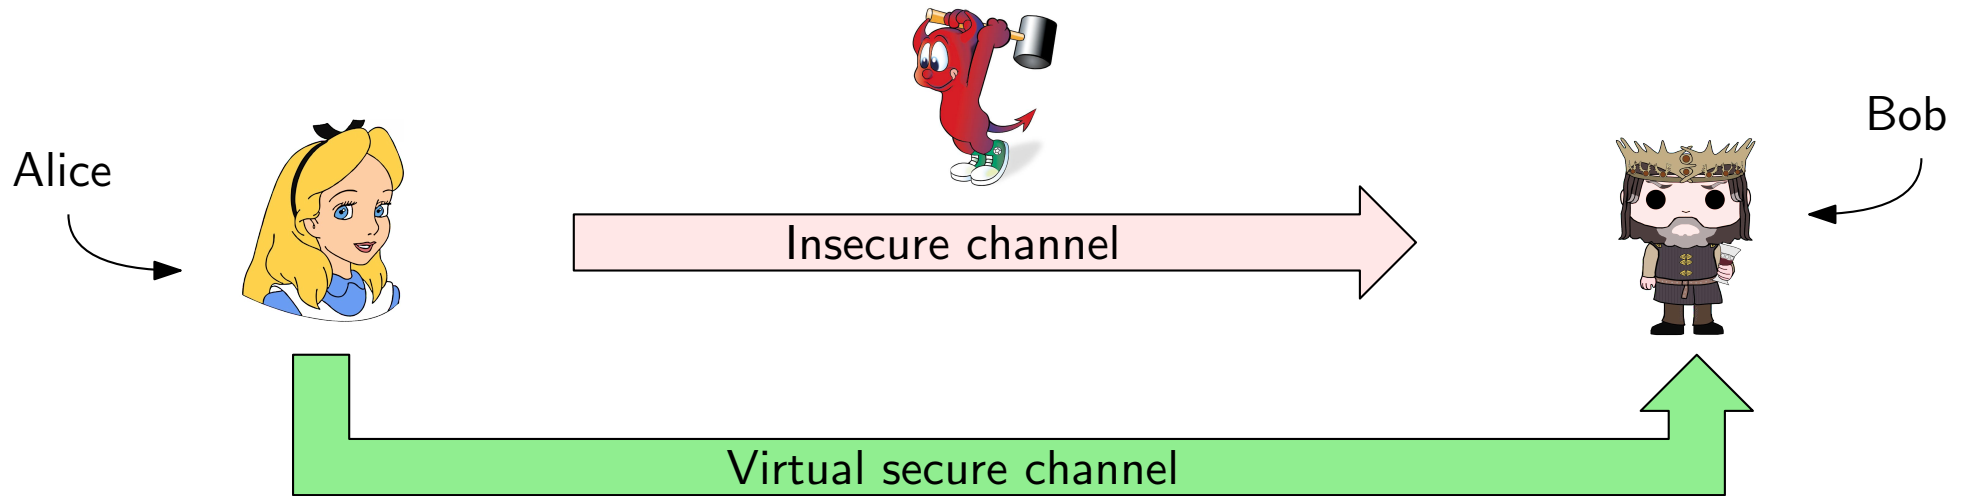 Alice
Bob
Insecure channel
Virtual secure channel